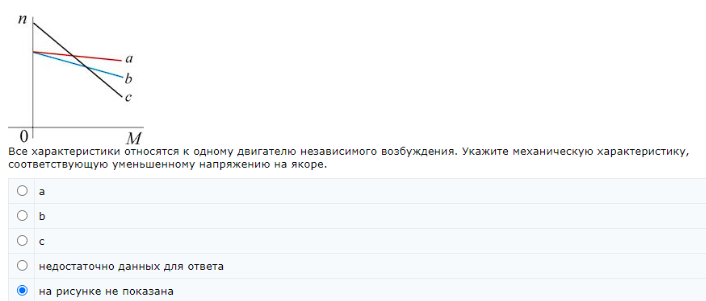 n
a
b
c
0
M
Все характеристики относятся к одному двигателю независимого возбуждения. Укажите механическую характеристику,
соответствующую уменьшенному напряжению на якоре.
a
b
c
недостаточно данных для ответа
на рисунке не показана